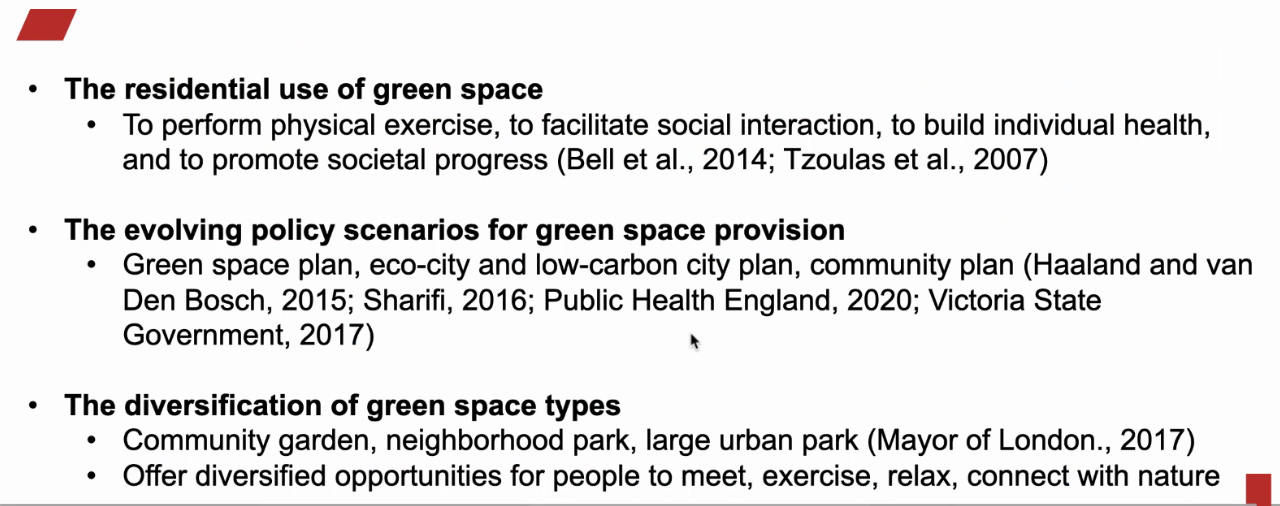 • The residential use of green space
• To perform physical exercise, to facilitate social interaction, to build individual health,
and to promote societal progress (Bell et al., 2014; Tzoulas et al., 2007)
• The evolving policy scenarios for green space provision
• Green space plan, eco-city and low-carbon city plan, community plan (Haaland and van
Den Bosch, 2015; Sharifi, 2016; Public Health England, 2020; Victoria State
Government, 2017)
• The diversification of green space types
• Community garden, neighborhood park, large urban park (Mayor of London., 2017)
• Offer diversified opportunities for people to meet, exercise, relax, connect with nature